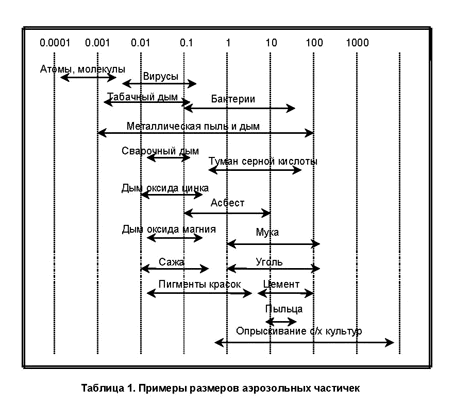 0.0001 0.001 0.01 0.1 1 10 100 1000
Атомы, молекулы
Вирусы
Табачный дым
Бактерии
Металлическая пыль и дым
Сварочный дым
Туман серной кислоты
Дым оксида цинка
Асбест
Дым оксида магния
Мука
Сажа
Уголь
Пигменты красок
Цемент
Пыльца
Опрыскивание с/х культур
Таблица 1. Примеры размеров аэрозольных частичек